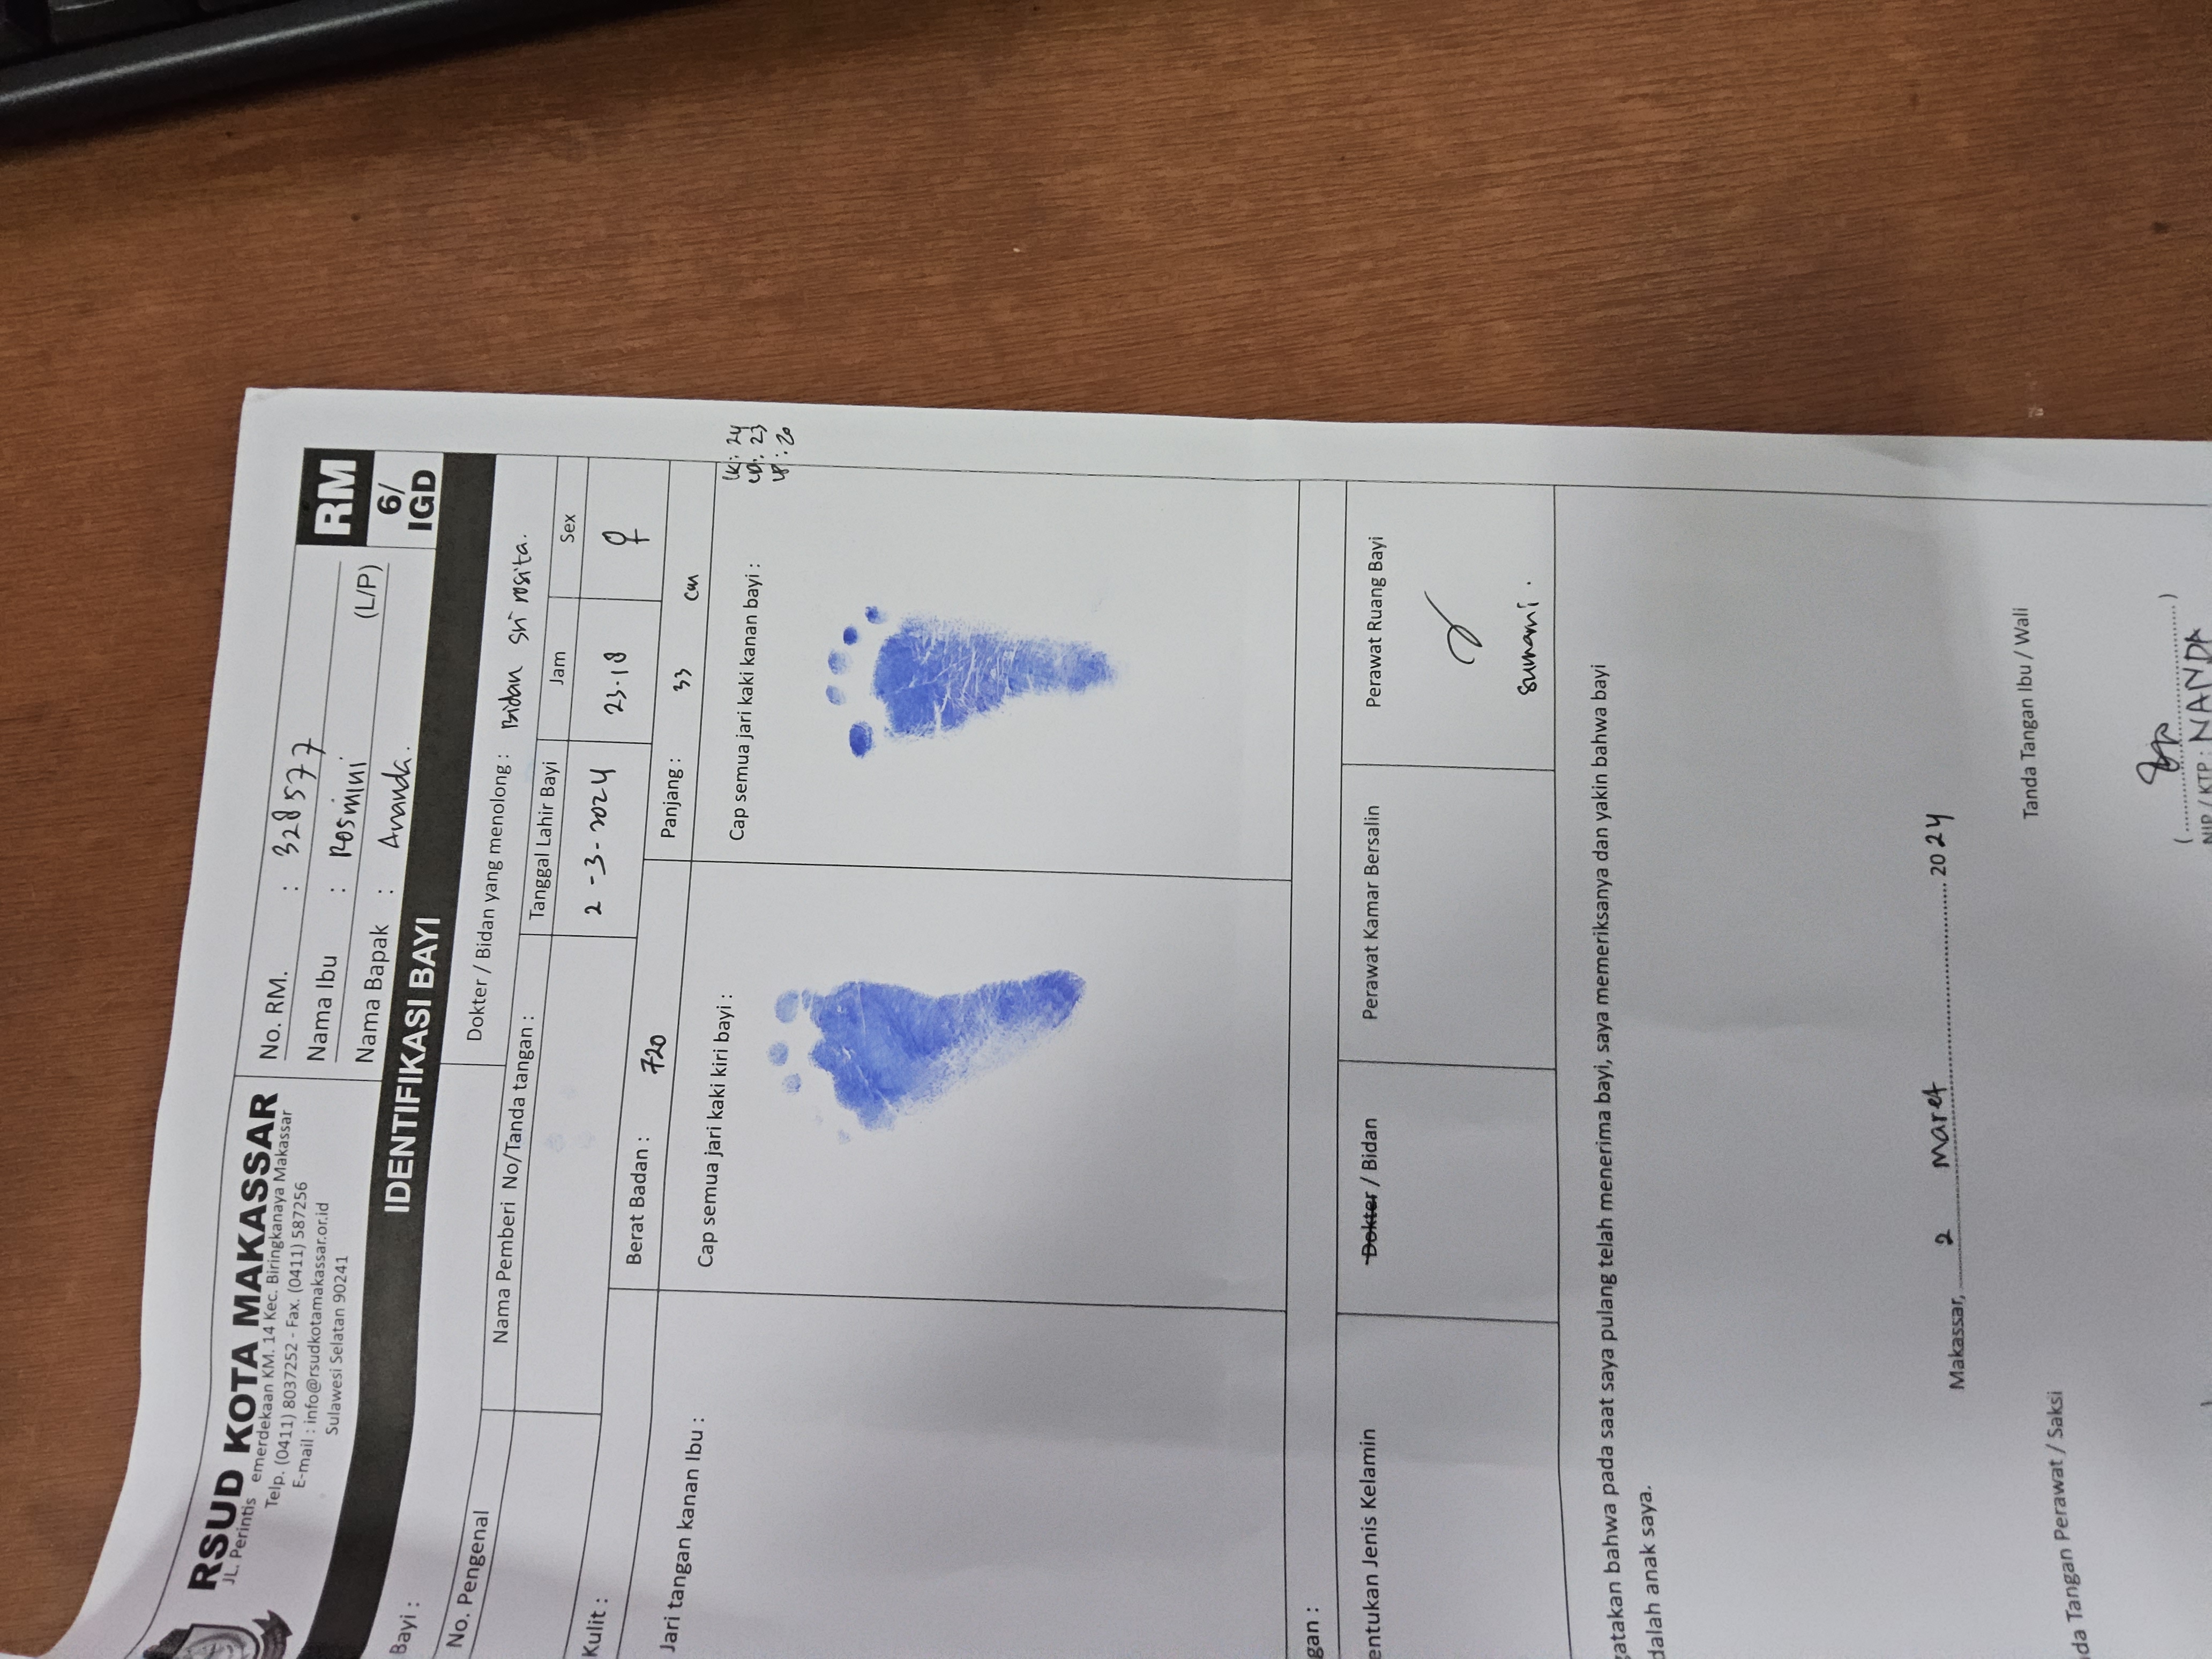 RSUD KOTA MAKASSAR
JL. Perintis emerdekaan KM. 14 Kec. Biringkanaya Makassar
Telp. (0411) 8037252 - Fax. (0411) 587256
E-mail : info@rsudkotamakassar.or.id
Sulawesi Selatan 90241
No. RM. : 328577
Nama Ibu : Rosmini (L/P)
Nama Bapak : Ananda.
RM
6/
IGD
IDENTIFIKASI BAYI
Bayi :
Dokter / Bidan yang menolong : Bidan Sri rosita.
No. Pengenal
Nama Pemberi No/Tanda tangan :
Tanggal Lahir Bayi
Jam
Sex
2 -3- 2024
23.18
♀
Kulit :
Berat Badan : 720
Panjang : 33 cm
Jari tangan kanan Ibu :
Cap semua jari kaki kiri bayi :
Cap semua jari kaki kanan bayi :
LK: 24
LD: 23
LP: 20
gan :
entukan Jenis Kelamin
Dokter / Bidan
Perawat Kamar Bersalin
Perawat Ruang Bayi
gatakan bahwa pada saat saya pulang telah menerima bayi, saya memeriksanya dan yakin bahwa bayi
dalah anak saya.
Makassar, 2 Maret 2024
Tanda Tangan Ibu / Wali
da Tangan Perawat / Saksi
NIP / KTP : NANDA